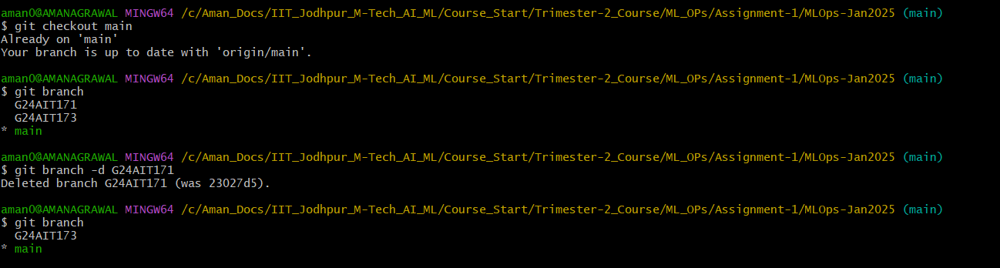 aman0@AMANAGRAWAL MINGW64 /c/Aman_Docs/IIT_Jodhpur_M-Tech_AI_ML/Course_Start/Trimester-2_Course/ML_OPs/Assignment-1/MLOps-Jan2025 (main)
$ git checkout main
Already on 'main'
Your branch is up to date with 'origin/main'.
aman0@AMANAGRAWAL MINGW64 /c/Aman_Docs/IIT_Jodhpur_M-Tech_AI_ML/Course_Start/Trimester-2_Course/ML_OPs/Assignment-1/MLOps-Jan2025 (main)
$ git branch
  G24AIT171
  G24AIT173
* main
aman0@AMANAGRAWAL MINGW64 /c/Aman_Docs/IIT_Jodhpur_M-Tech_AI_ML/Course_Start/Trimester-2_Course/ML_OPs/Assignment-1/MLOps-Jan2025 (main)
$ git branch -d G24AIT171
Deleted branch G24AIT171 (was 23027d5).
aman0@AMANAGRAWAL MINGW64 /c/Aman_Docs/IIT_Jodhpur_M-Tech_AI_ML/Course_Start/Trimester-2_Course/ML_OPs/Assignment-1/MLOps-Jan2025 (main)
$ git branch
  G24AIT173
* main